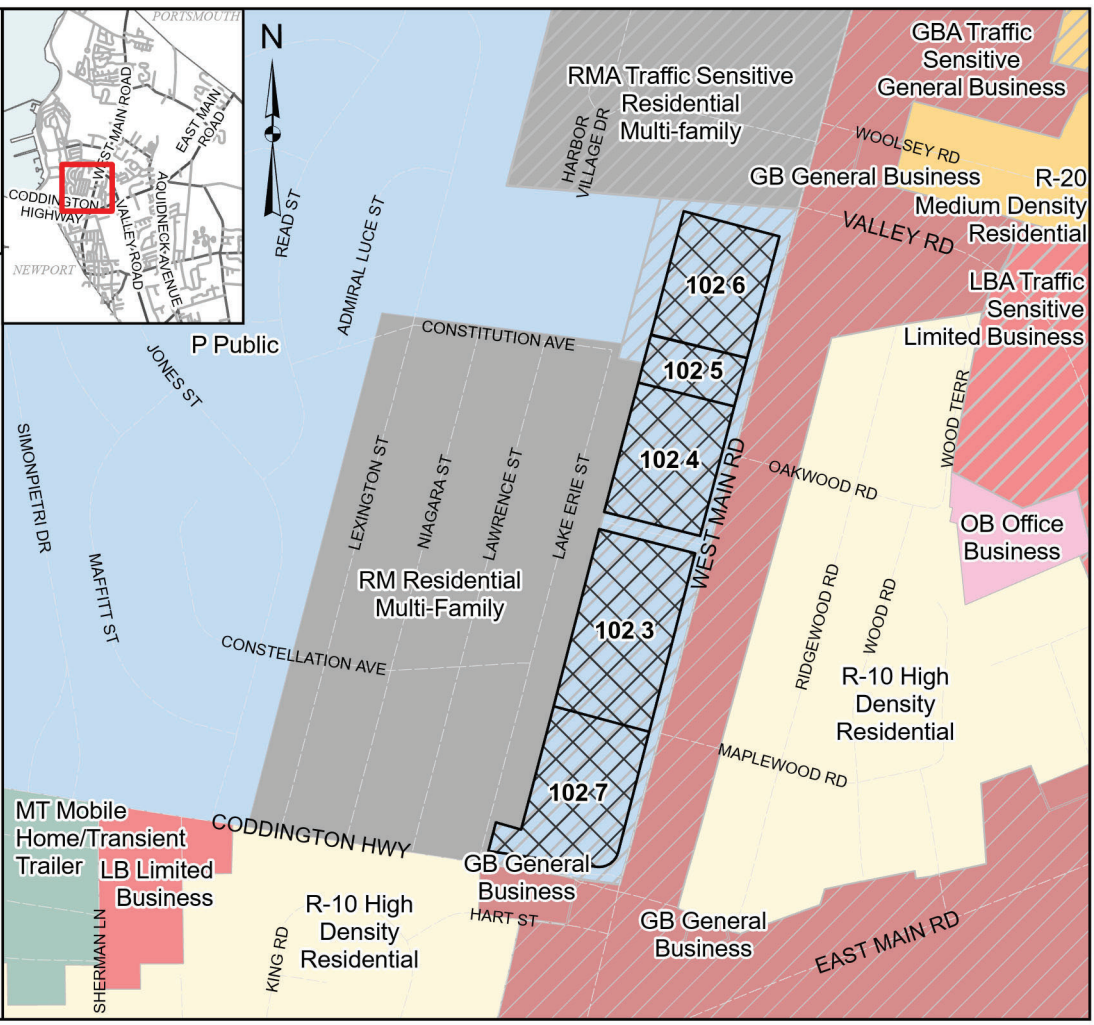 PORTSMOUTH
WEST MAIN ROAD
EAST MAIN
ROAD
CODDINGTON
HIGHWAY
VALLEY ROAD
AQUIDNECK AVENUE
NEWPORT
N
GBA Traffic
Sensitive
General Business
RMA Traffic Sensitive
Residential
Multi-family
HARBOR
VILLAGE DR
WOOLSEY RD
GB General Business
R-20
Medium Density
Residential
VALLEY RD
READ ST
ADMIRAL LUCE ST
102 6
LBA Traffic
Sensitive
Limited Business
P Public
CONSTITUTION AVE
JONES ST
102 5
WOOD TERR
SIMONPIETRI DR
LEXINGTON ST
NIAGARA ST
LAWRENCE ST
LAKE ERIE ST
102 4
WEST MAIN RD
OAKWOOD RD
OB Office
Business
MAFFITT ST
RM Residential
Multi-Family
102 3
RIDGEWOOD RD
WOOD RD
CONSTELLATION AVE
R-10 High
Density
Residential
MAPLEWOOD RD
102 7
MT Mobile
Home/Transient
Trailer
LB Limited
Business
CODDINGTON HWY
GB General
Business
R-10 High
Density
Residential
HART ST
GB General
Business
EAST MAIN RD
SHERMAN LN
KING RD